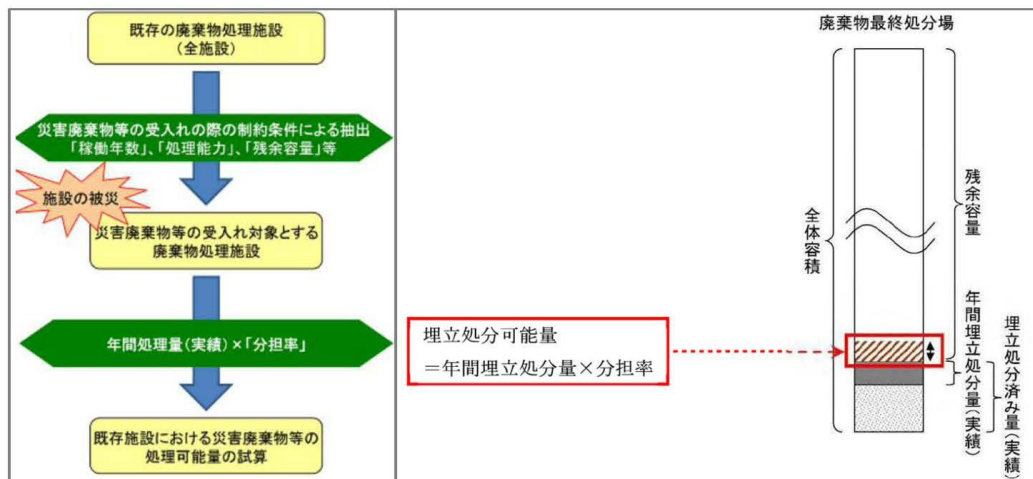 既存の廃棄物処理施設
(全施設)
災害廃棄物等の受入れの際の制約条件による抽出
「稼働年数」、「処理能力」、「残余容量」等
施設の被災
災害廃棄物等の受入れ対象とする
廃棄物処理施設
年間処理量(実績)×「分担率」
既存施設における災害廃棄物等の
処理可能量の試算
埋立処分可能量
＝年間埋立処分量×分担率
廃棄物最終処分場
全体容積
残余容量
年間埋立処分量(実績)
埋立処分済み量(実績)